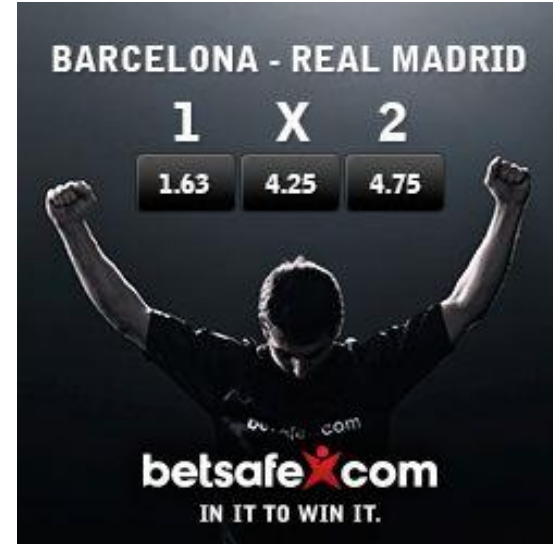 BARCELONA - REAL MADRID
1 X 2
1.63 4.25 4.75
com
betsafe com
IN IT TO WIN IT.